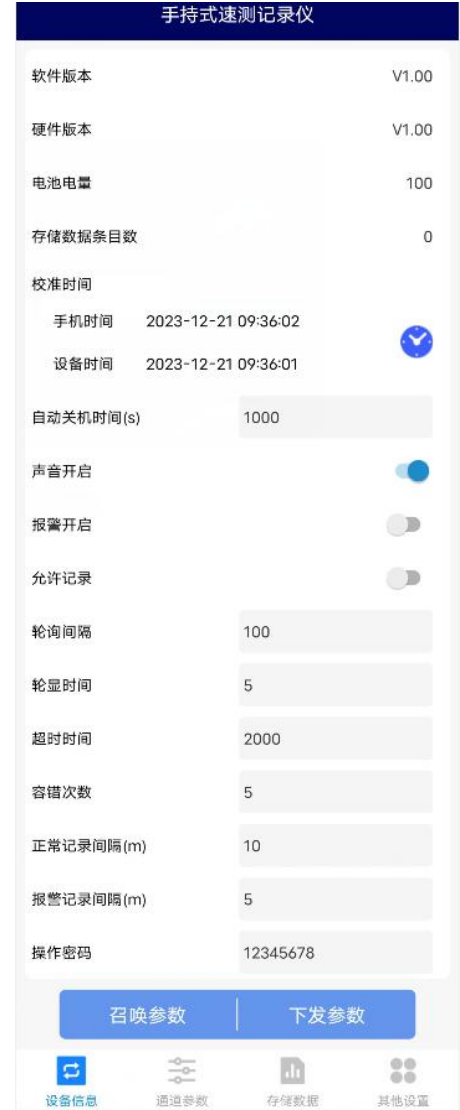 手持式速测记录仪
软件版本 V1.00
硬件版本 V1.00
电池电量 100
存储数据条目数 0
校准时间
手机时间 2023-12-21 09:36:02
设备时间 2023-12-21 09:36:01
自动关机时间(s) 1000
声音开启
报警开启
允许记录
轮询间隔 100
轮显时间 5
超时时间 2000
容错次数 5
正常记录间隔(m) 10
报警记录间隔(m) 5
操作密码 12345678
召唤参数 下发参数
设备信息 通道参数 存储数据 其他设置